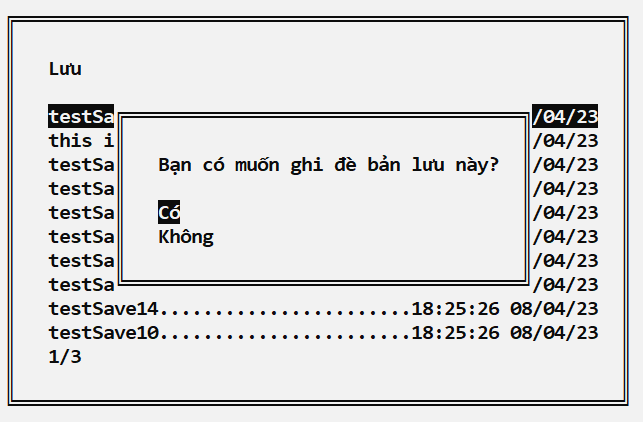 Lưu
testSa /04/23
this i /04/23
testSa Bạn có muốn ghi đè bản lưu này? /04/23
testSa /04/23
testSa Có /04/23
testSa Không /04/23
testSa /04/23
testSa /04/23
testSave14.......................18:25:26 08/04/23
testSave10.......................18:25:26 08/04/23
1/3